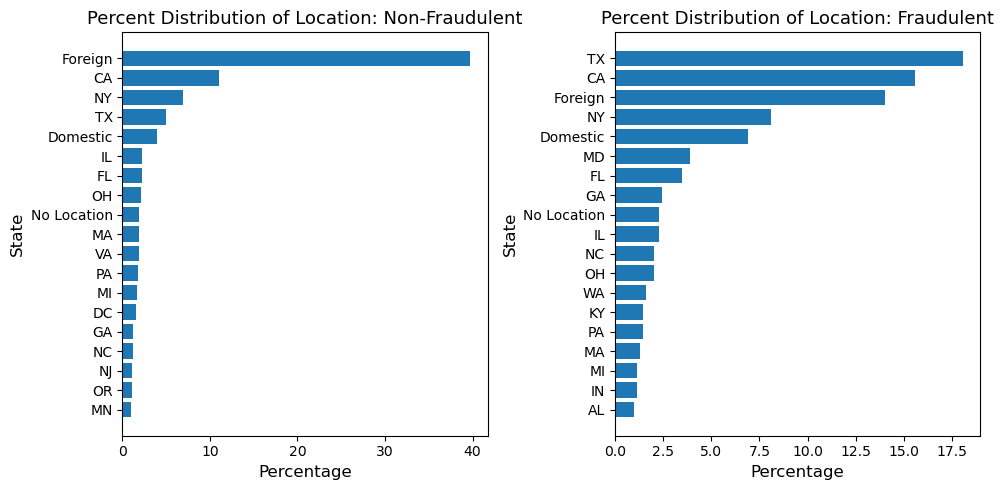 Percent Distribution of Location: Non-Fraudulent
State
Foreign
CA
NY
TX
Domestic
IL
FL
OH
No Location
MA
VA
PA
MI
DC
GA
NC
NJ
OR
MN
0 10 20 30 40
Percentage
Percent Distribution of Location: Fraudulent
State
TX
CA
Foreign
NY
Domestic
MD
FL
GA
No Location
IL
NC
OH
WA
KY
PA
MA
MI
IN
AL
0.0 2.5 5.0 7.5 10.0 12.5 15.0 17.5
Percentage